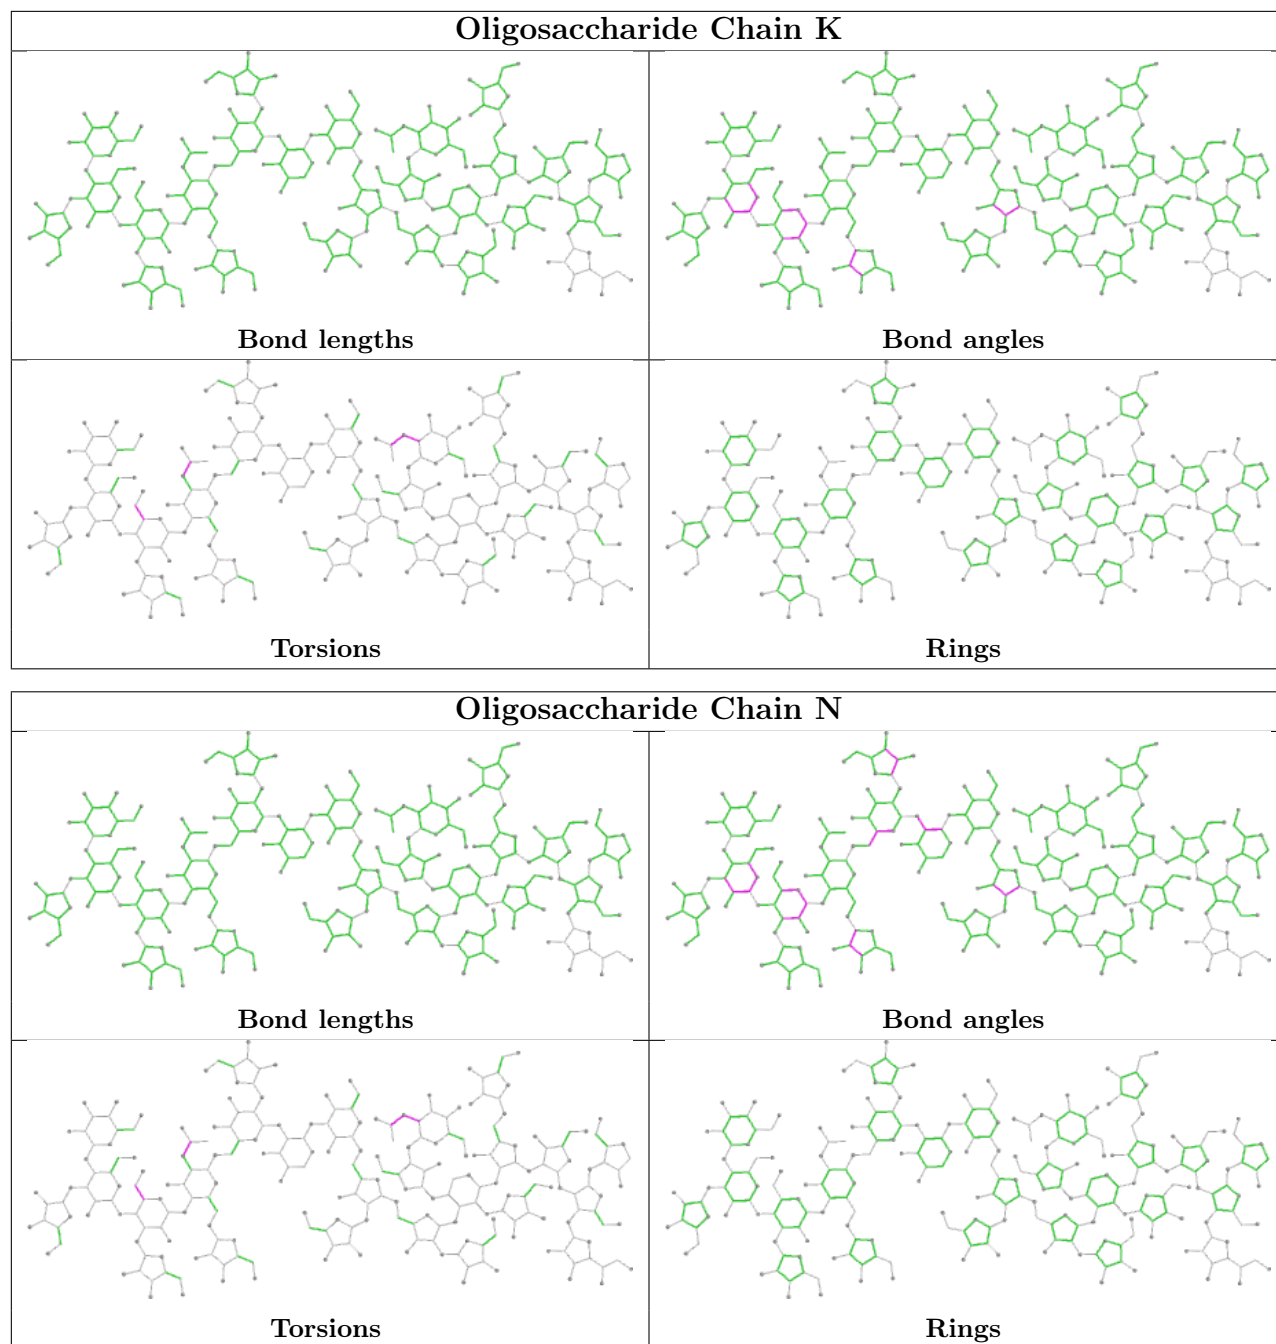 Oligosaccharide Chain K
Bond lengths
Bond angles
Torsions
Rings
Oligosaccharide Chain N
Bond lengths
Bond angles
Torsions
Rings